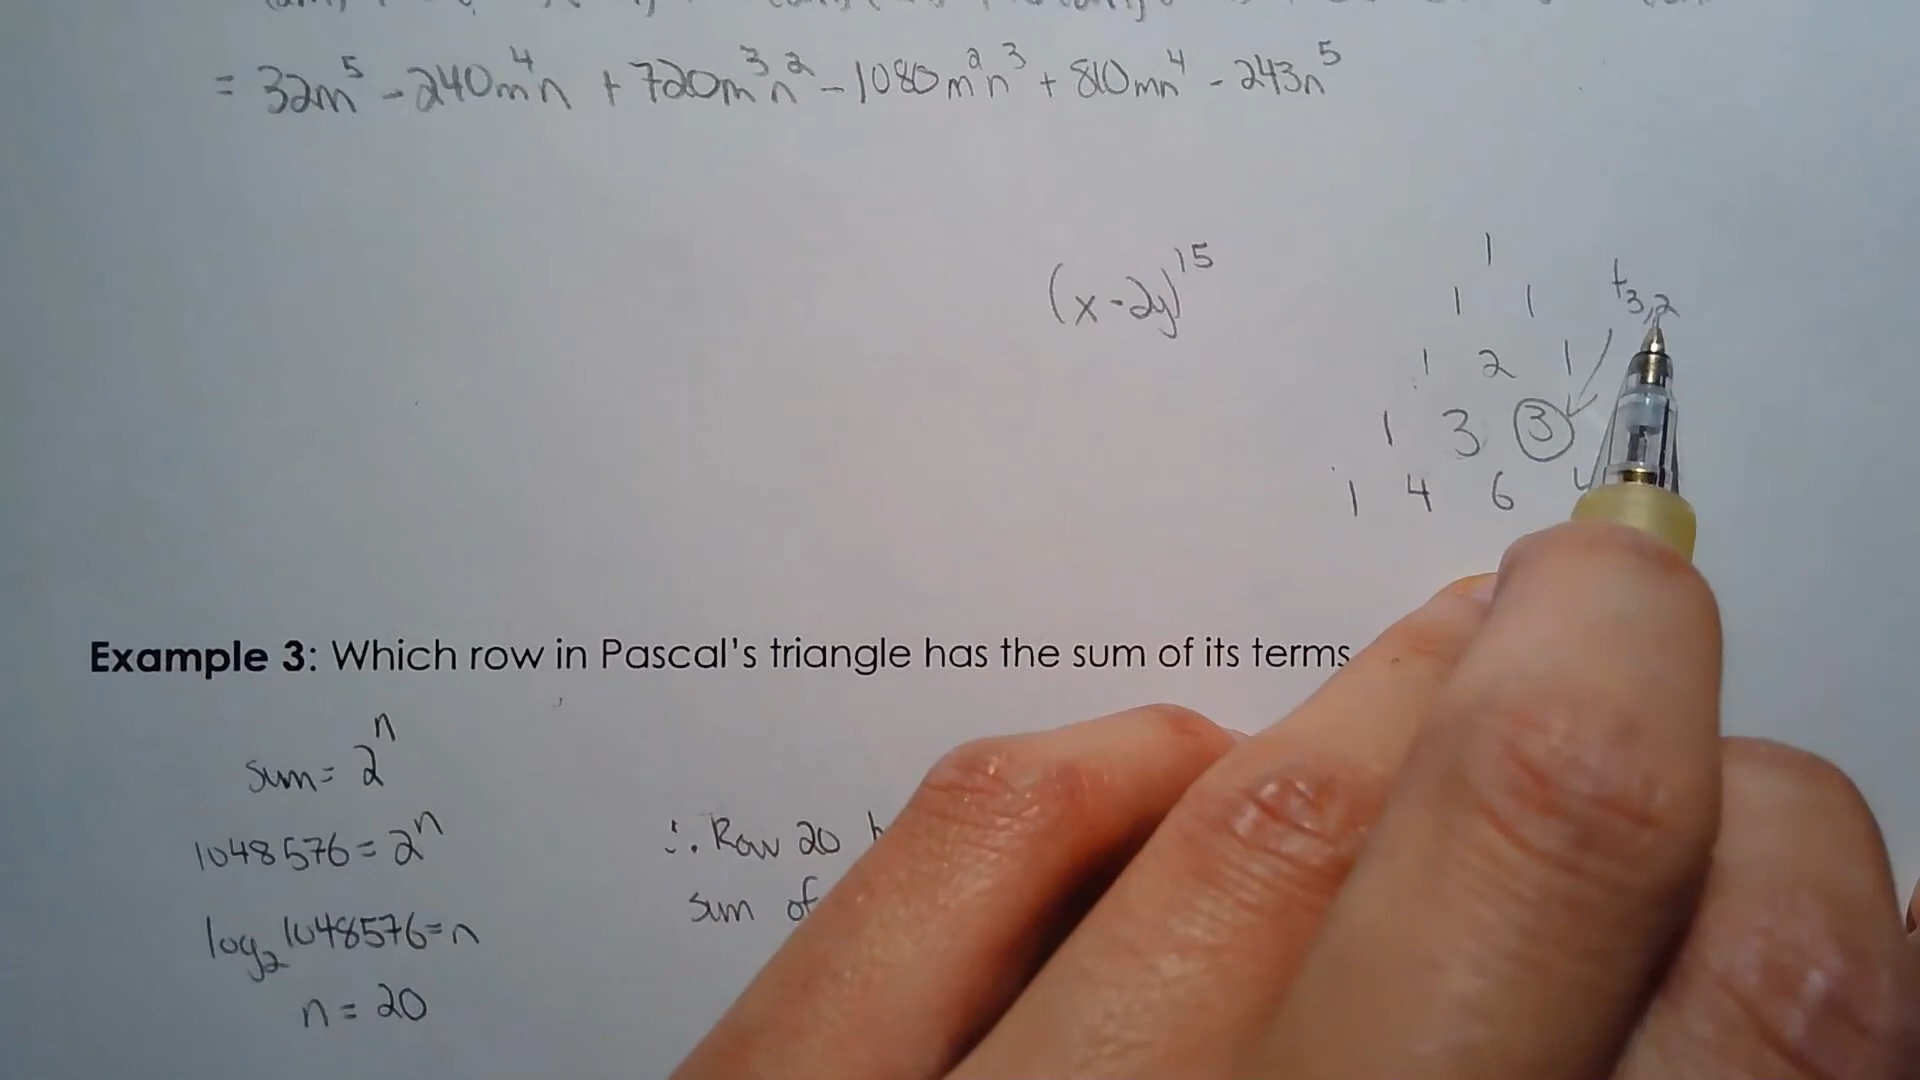 = 32m⁵ - 240m⁴n + 720m³n² - 1080m²n³ + 810mn⁴ - 243n⁵
(x-2y)¹⁵
1
1 1
t₃,₂
1 2 1
1 3 3
1 4 6
Example 3: Which row in Pascal's triangle has the sum of its terms
sum = 2ⁿ
1048576 = 2ⁿ
∴ Row 20
log₂1048576 = n
sum of
n = 20